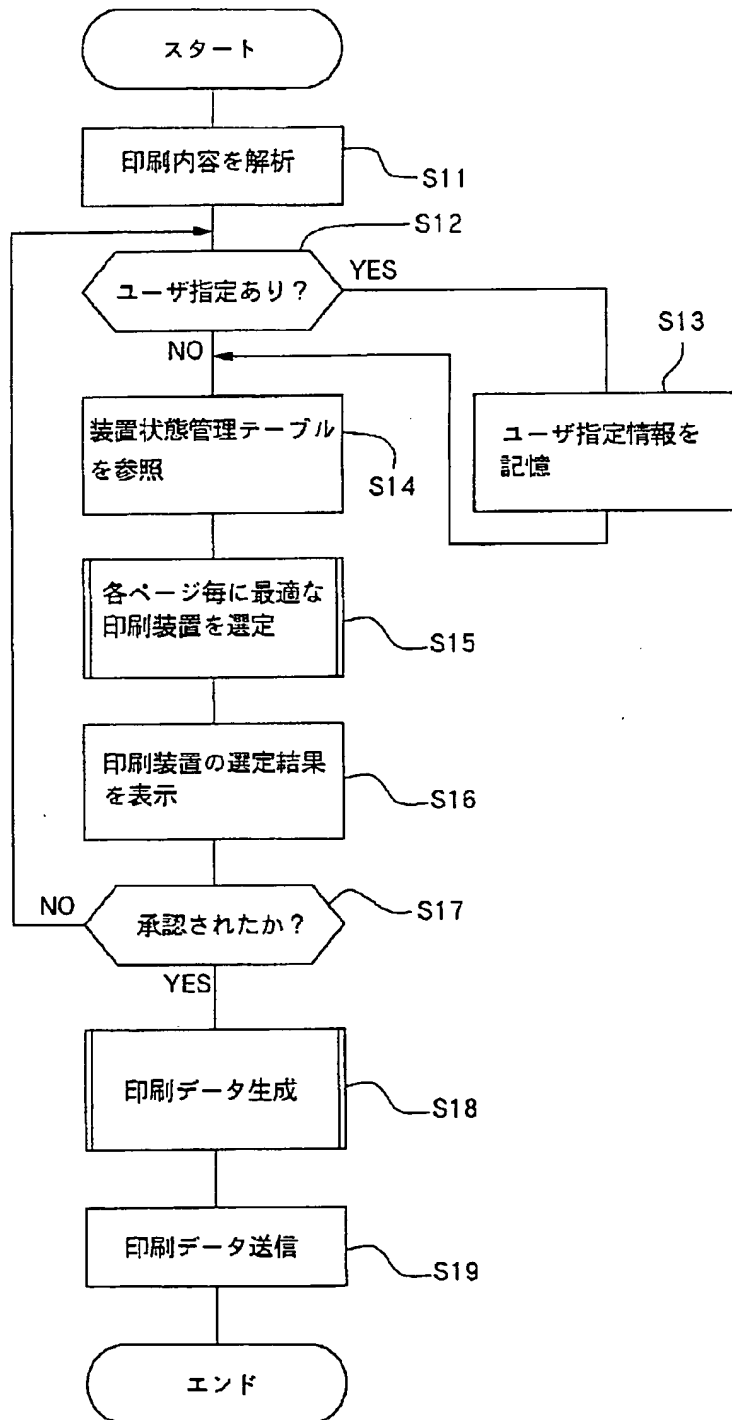 スタート
印刷内容を解析
S11
S12
ユーザ指定あり?
YES
NO
S13
ユーザ指定情報を
記憶
装置状態管理テーブル
を参照
S14
各ページ毎に最適な
印刷装置を選定
S15
印刷装置の選定結果
を表示
S16
NO
承認されたか?
S17
YES
印刷データ生成
S18
印刷データ送信
S19
エンド